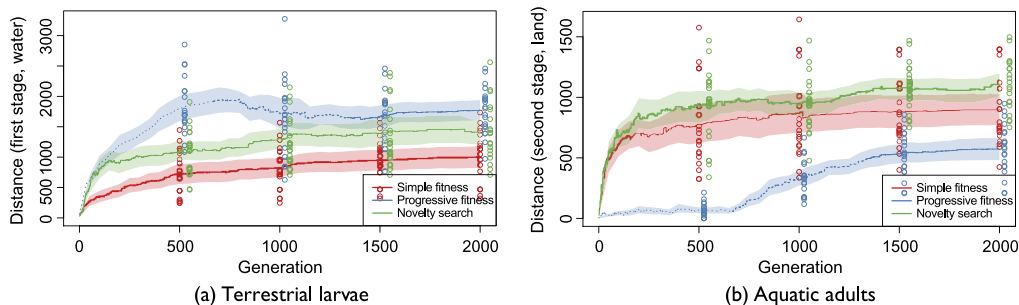 Distance (first stage, water)
0 500 1000 2000 3000
0 500 1000 1500 2000
Generation
Simple fitness
Progressive fitness
Novelty search
(a) Terrestrial larvae
Distance (second stage, land)
0 500 1000 1500
0 500 1000 1500 2000
Generation
Simple fitness
Progressive fitness
Novelty search
(b) Aquatic adults